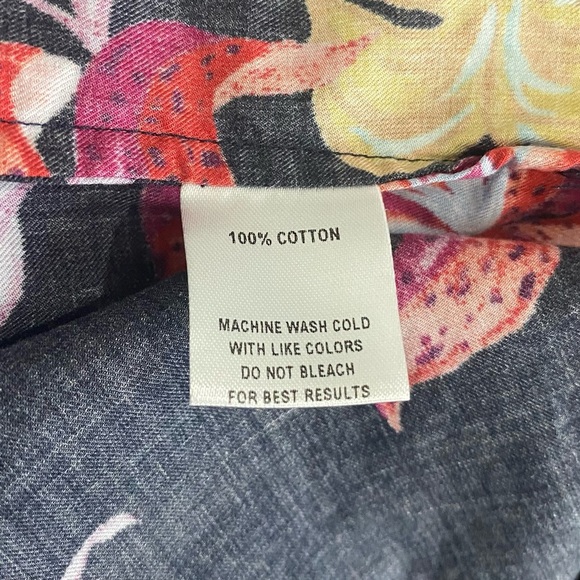 100% COTTON
MACHINE WASH COLD
WITH LIKE COLORS
DO NOT BLEACH
FOR BEST RESULTS